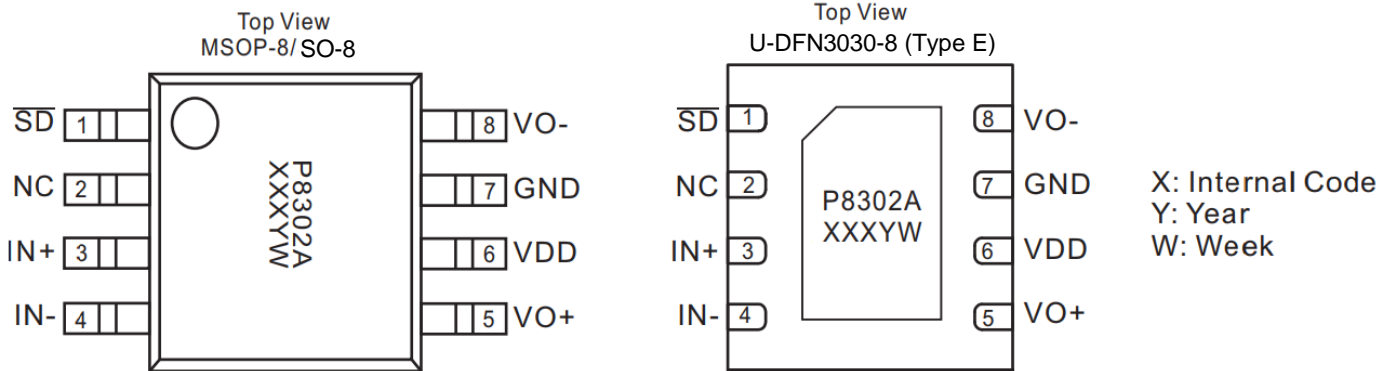 Top View
MSOP-8/SO-8
SD 1
NC 2
IN+ 3
IN- 4
8 VO-
7 GND
6 VDD
5 VO+
P8302A
XXXYW
Top View
U-DFN3030-8 (Type E)
SD 1
NC 2
IN+ 3
IN- 4
8 VO-
7 GND
6 VDD
5 VO+
P8302A
XXXYW
X: Internal Code
Y: Year
W: Week